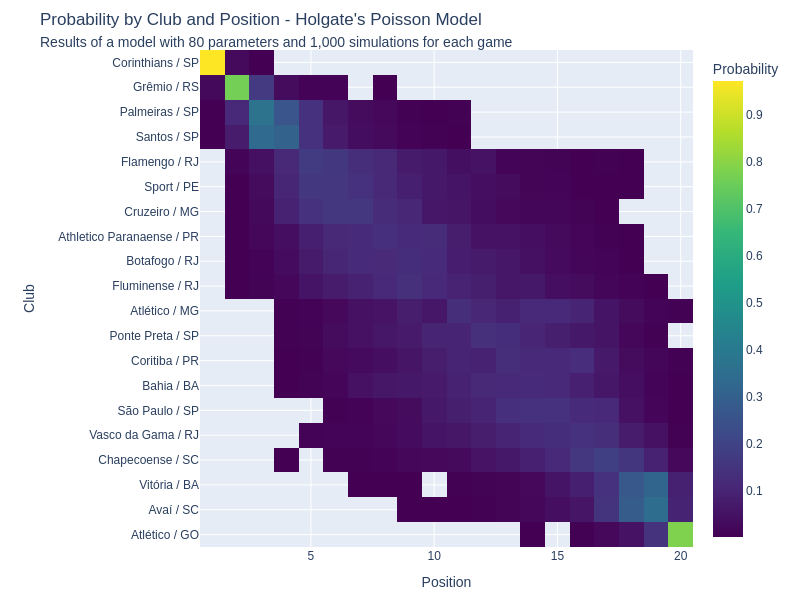 Probability by Club and Position - Holgate's Poisson Model
Results of a model with 80 parameters and 1,000 simulations for each game
Probability
Corinthians / SP
Grêmio / RS
Palmeiras / SP
Santos / SP
Flamengo / RJ
Sport / PE
Cruzeiro / MG
Athletico Paranaense / PR
Botafogo / RJ
Fluminense / RJ
Atlético / MG
Ponte Preta / SP
Coritiba / PR
Bahia / BA
São Paulo / SP
Vasco da Gama / RJ
Chapecoense / SC
Vitória / BA
Avaí / SC
Atlético / GO
Club
0.9
0.8
0.7
0.6
0.5
0.4
0.3
0.2
0.1
5 10 15 20
Position